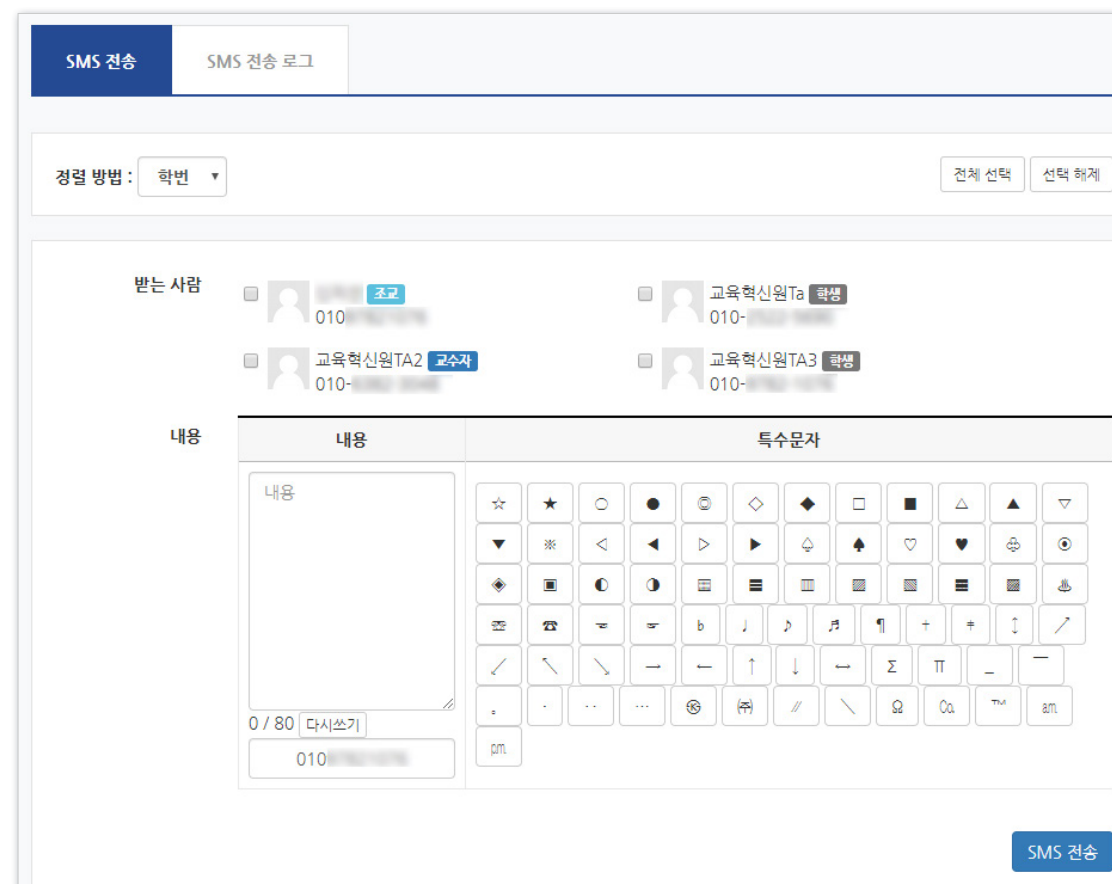 SMS 전송 SMS 전송 로그
정렬 방법 : 학번 ▼ 전체 선택 선택 해제
받는 사람
조교 교육혁신원Ta 학생
010 010-
교육혁신원TA2 교수자 교육혁신원TA3 학생
010- 010-
내용 내용 특수문자
내용
☆ ★ ○ ● ◎ ◇ ◆ □ ■ △ ▲ ▽
▼ ※ ◁ ◀ ▷ ▶ ♤ ♠ ♡ ♥ ♧ ⊙
◈ ▣ ◐ ◑ ▤ ▥ ▨ ▧ ▩ ♨
☏ ☎ ☜ ☞ ♭ ♩ ♪ ♬ ¶ † ‡ ↕ ↗
↙ ↖ ↘ → ← ↑ ↓ ↔ Σ Π _ ￣
。 · ‥ … ㉿ ㈜ ∥ ＼ Ω ㏇ ™ ㏂
㏘
0 / 80 다시쓰기
010
SMS 전송